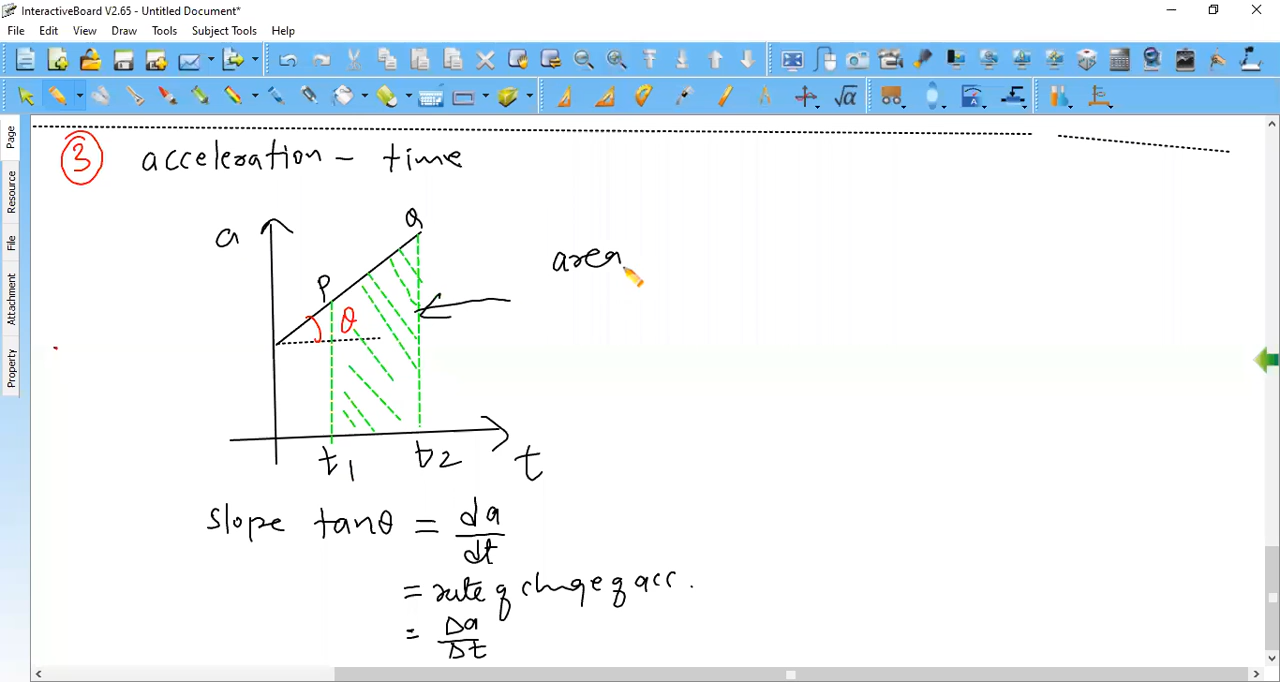 InteractiveBoard V2.65 - Untitled Document*
File Edit View Draw Tools Subject Tools Help
Page
Resource
File
Attachment
Property
③ acceleration - time
a
Q
P
θ
area
t1 t2 t
slope tanθ = da/dt
= rate of change of acc.
= Δa/Δt